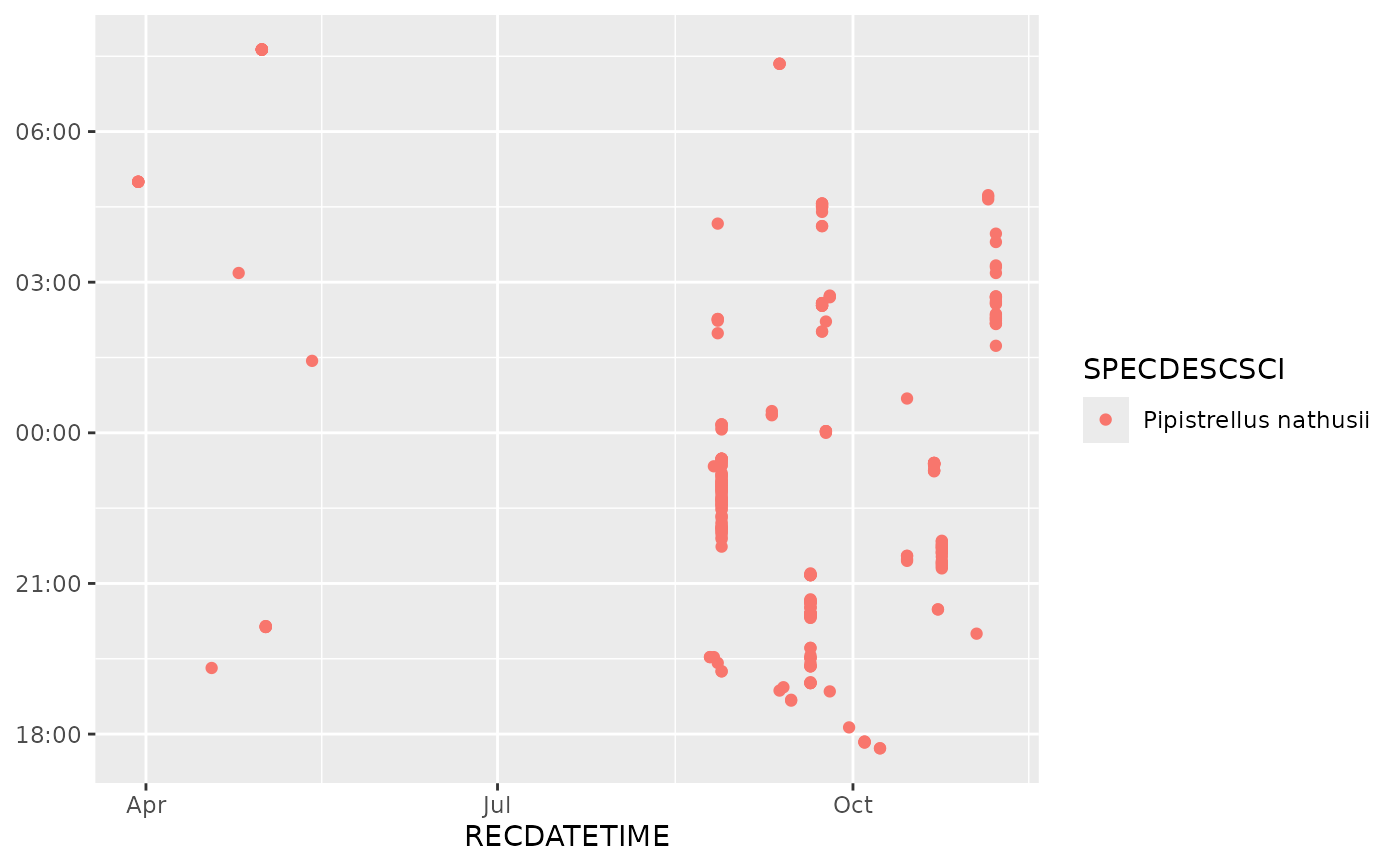 06:00
03:00
00:00
21:00
18:00
Apr
Jul
Oct
RECDATETIME
SPECDESCSCI
Pipistrellus nathusii